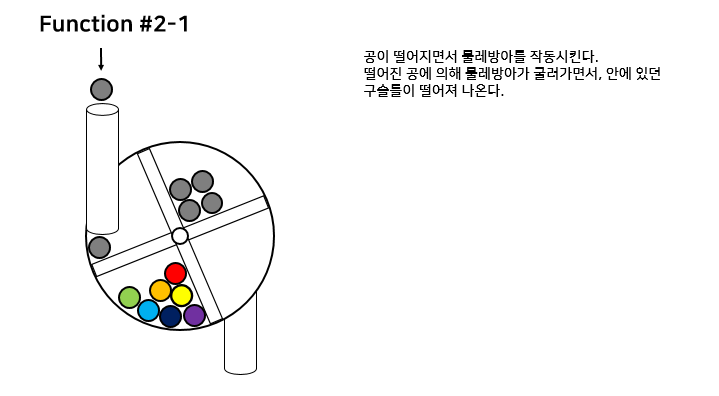 Function #2-1
공이 떨어지면서 물레방아를 작동시킨다.
떨어진 공에 의해 물레방아가 굴러가면서, 안에 있던
구슬들이 떨어져 나온다.